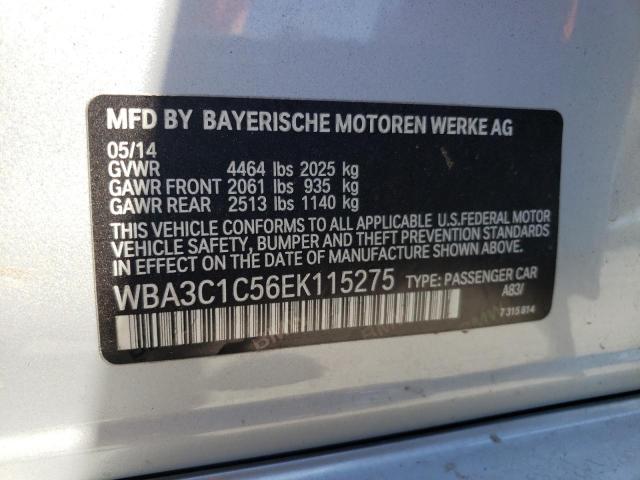 MFD BY BAYERISCHE MOTOREN WERKE AG
05/14
GVWR 4464 lbs 2025 kg
GAWR FRONT 2061 lbs 935 kg
GAWR REAR 2513 lbs 1140 kg
THIS VEHICLE CONFORMS TO ALL APPLICABLE U.S.FEDERAL MOTOR
VEHICLE SAFETY, BUMPER AND THEFT PREVENTION STANDARDS
IN EFFECT ON THE DATE OF MANUFACTURE SHOWN ABOVE.
WBA3C1C56EK115275 TYPE: PASSENGER CAR
A83/
7315814